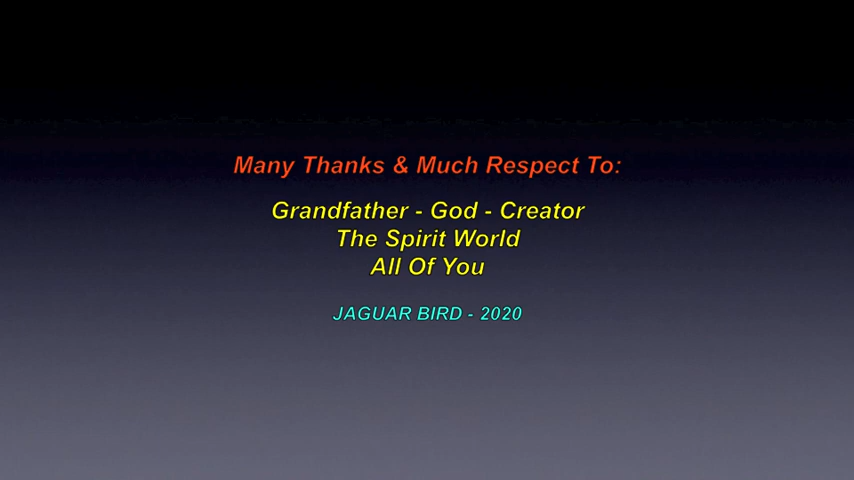 Many Thanks & Much Respect To:
Grandfather - God - Creator
The Spirit World
All Of You
JAGUAR BIRD - 2020